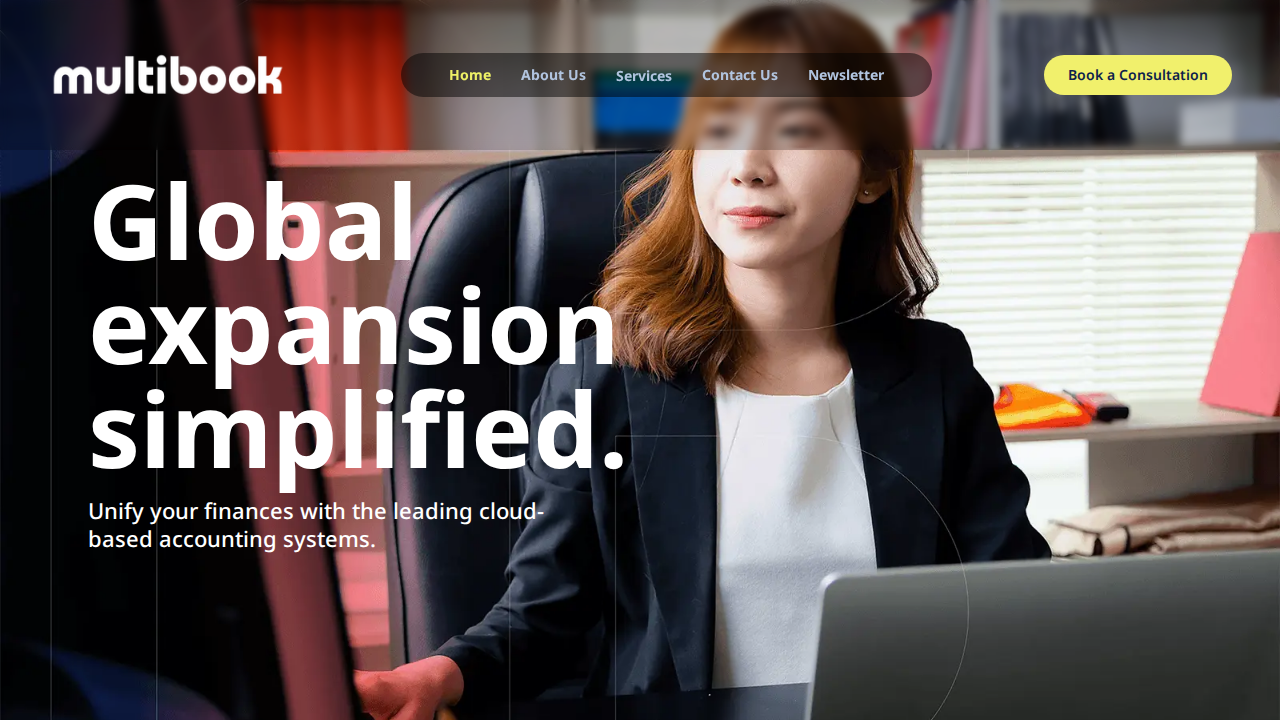 multibook
Home
About Us
Services
Contact Us
Newsletter
Book a Consultation
Global
expansion
simplified.
Unify your finances with the leading cloud-
based accounting systems.